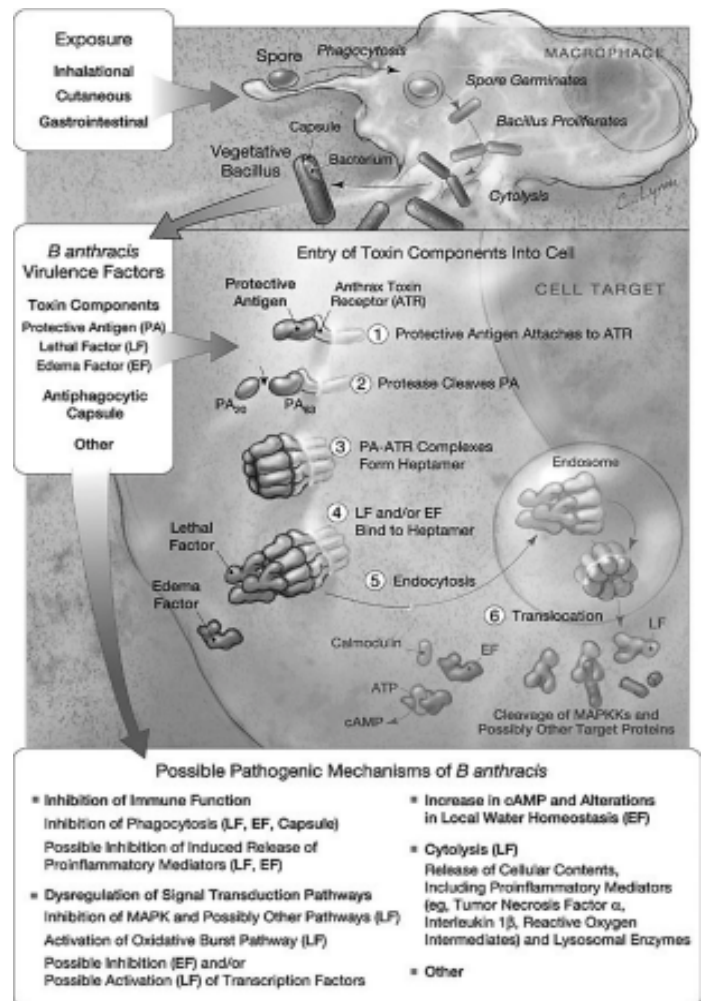 Exposure
Inhalational
Cutaneous
Gastrointestinal
Spore
Phagocytosis
MACROPHAGE
Spore Germinates
Bacillus Proliferates
Capsule
Vegetative
Bacillus
Bacterium
Cytolysis
C. Lynm
B anthracis
Virulence Factors
Toxin Components
Protective Antigen (PA)
Lethal Factor (LF)
Edema Factor (EF)
Antiphagocytic
Capsule
Other
Entry of Toxin Components Into Cell
CELL TARGET
Protective
Antigen
Anthrax Toxin
Receptor (ATR)
1 Protective Antigen Attaches to ATR
2 Protease Cleaves PA
PA20
PA63
3 PA-ATR Complexes
Form Heptamer
Endosome
4 LF and/or EF
Bind to Heptamer
Lethal
Factor
5 Endocytosis
Edema
Factor
6 Translocation
LF
Calmodulin
EF
ATP
cAMP
Cleavage of MAPKKs and
Possibly Other Target Proteins
Possible Pathogenic Mechanisms of B anthracis
Inhibition of Immune Function
Inhibition of Phagocytosis (LF, EF, Capsule)
Possible Inhibition of Induced Release of
Proinflammatory Mediators (LF, EF)
Dysregulation of Signal Transduction Pathways
Inhibition of MAPK and Possibly Other Pathways (LF)
Activation of Oxidative Burst Pathway (LF)
Possible Inhibition (EF) and/or
Possible Activation (LF) of Transcription Factors
Increase in cAMP and Alterations
in Local Water Homeostasis (EF)
Cytolysis (LF)
Release of Cellular Contents,
Including Proinflammatory Mediators
(eg, Tumor Necrosis Factor α,
Interleukin 1β, Reactive Oxygen
Intermediates) and Lysosomal Enzymes
Other